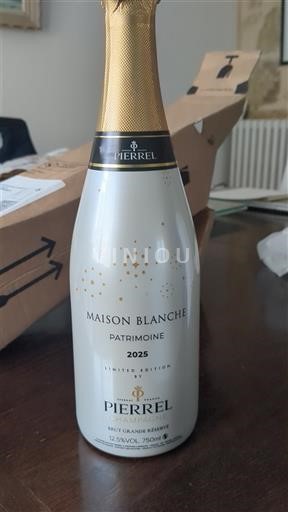 PIERREL
VINIOU
MAISON BLANCHE
PATRIMOINE
2025
LIMITED EDITION
BY
PIERREL
CHAMPAGNE
BRUT GRANDE RÉSERVE
12.5%VOL. 750ml